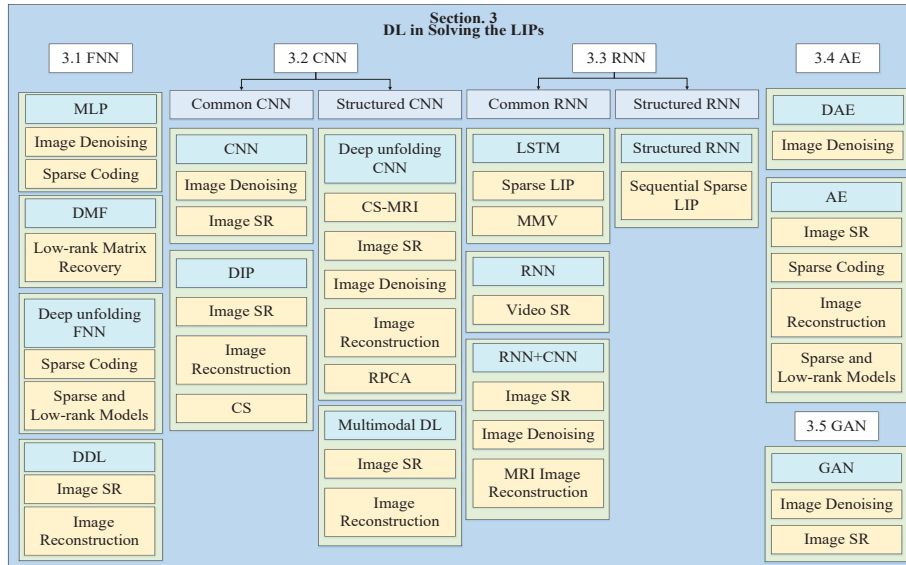 Section. 3
DL in Solving the LIPs
3.1 FNN
MLP
Image Denoising
Sparse Coding
DMF
Low-rank Matrix
Recovery
Deep unfolding
FNN
Sparse Coding
Sparse and
Low-rank Models
DDL
Image SR
Image
Reconstruction
3.2 CNN
Common CNN
CNN
Image Denoising
Image SR
DIP
Image SR
Image
Reconstruction
CS
Structured CNN
Deep unfolding
CNN
CS-MRI
Image SR
Image Denoising
Image
Reconstruction
RPCA
Multimodal DL
Image SR
Image
Reconstruction
3.3 RNN
Common RNN
LSTM
Sparse LIP
MMV
RNN
Video SR
RNN+CNN
Image SR
Image Denoising
MRI Image
Reconstruction
Structured RNN
Structured RNN
Sequential Sparse
LIP
3.4 AE
DAE
Image Denoising
AE
Image SR
Sparse Coding
Image
Reconstruction
Sparse and
Low-rank Models
3.5 GAN
GAN
Image Denoising
Image SR